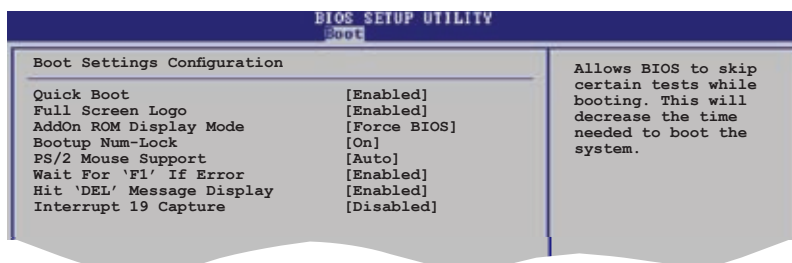 BIOS SETUP UTILITY
Boot
Boot Settings Configuration
Quick Boot [Enabled]
Full Screen Logo [Enabled]
AddOn ROM Display Mode [Force BIOS]
Bootup Num-Lock [On]
PS/2 Mouse Support [Auto]
Wait For ‘F1’ If Error [Enabled]
Hit ‘DEL’ Message Display [Enabled]
Interrupt 19 Capture [Disabled]
Allows BIOS to skip
certain tests while
booting. This will
decrease the time
needed to boot the
system.